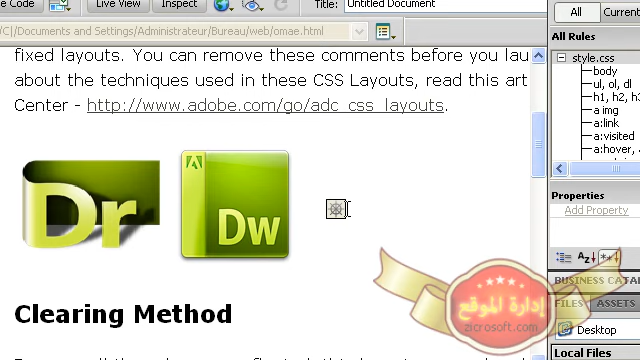 Code
Live View
Inspect
Title:
Untitled Document
C|/Documents and Settings/Administrateur/Bureau/web/omae.html
fixed layouts. You can remove these comments before you lau
about the techniques used in these CSS Layouts, read this art
Center - http://www.adobe.com/go/adc_css_layouts.
Dr
Dw
Clearing Method
All
Current
All Rules
style.css
body
ul, ol, dl
h1, h2, h3
a img
a:link
a:visited
a:hover,
Properties
Add Property
BUSINESS CATA
FILES
ASSETS
Desktop
Local Files
إدارة الموقع
zicrosoft.com